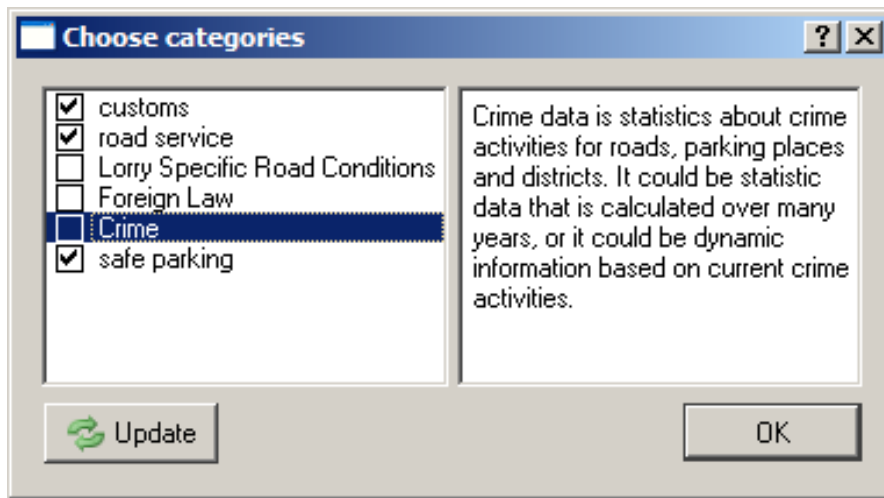 Choose categories
customs
road service
Lorry Specific Road Conditions
Foreign Law
Crime
safe parking
Crime data is statistics about crime
activities for roads, parking places
and districts. It could be statistic
data that is calculated over many
years, or it could be dynamic
information based on current crime
activities.
Update
OK